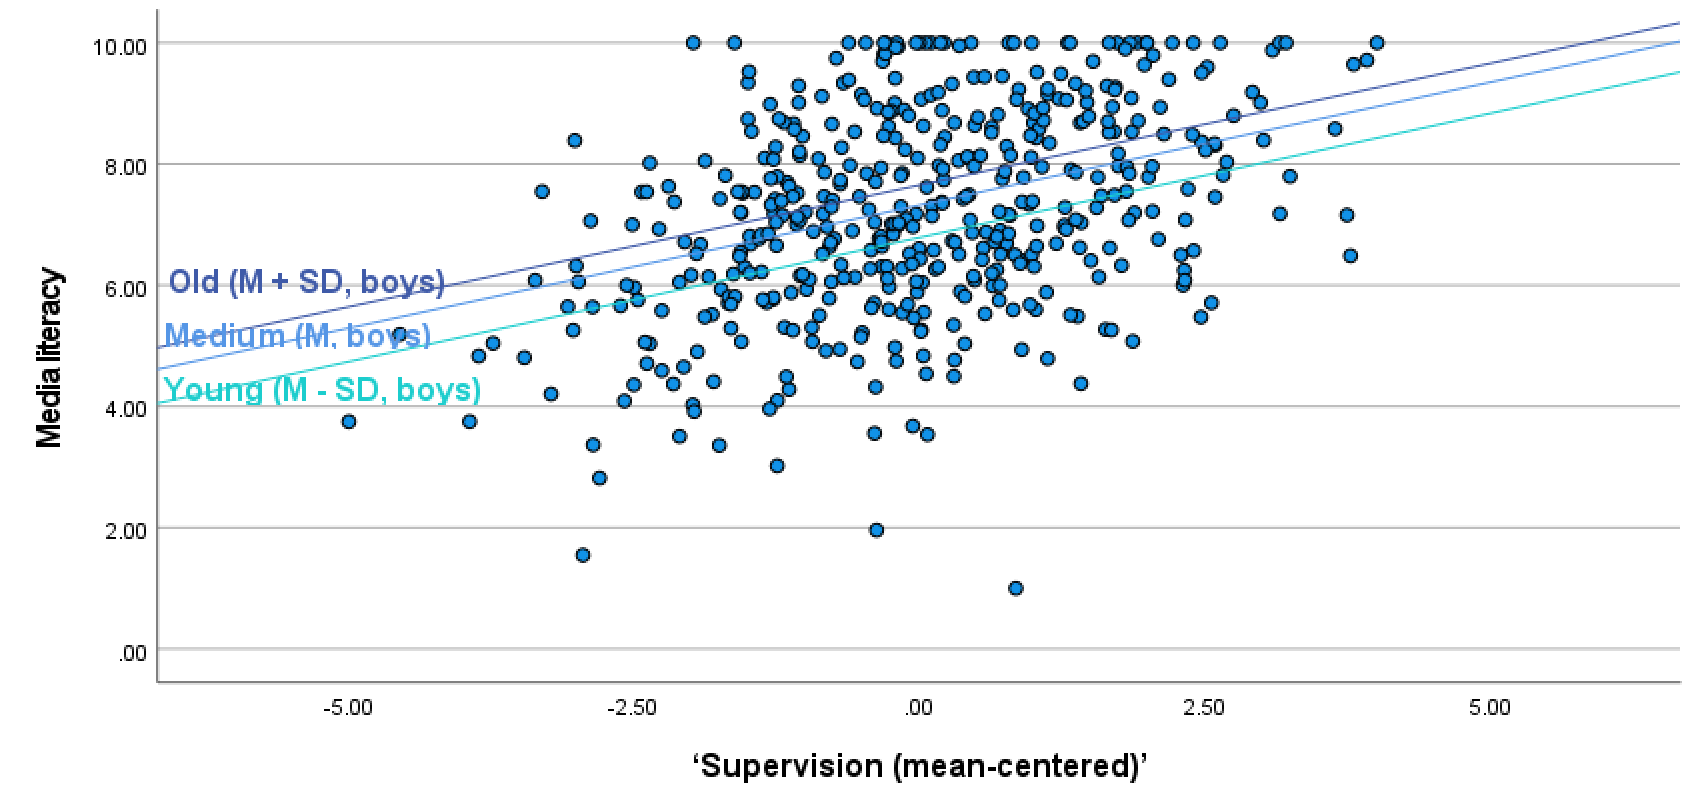 10.00
8.00
6.00
4.00
2.00
.00
Media literacy
Old (M + SD, boys)
Medium (M, boys)
Young (M - SD, boys)
-5.00 -2.50 .00 2.50 5.00
‘Supervision (mean-centered)’